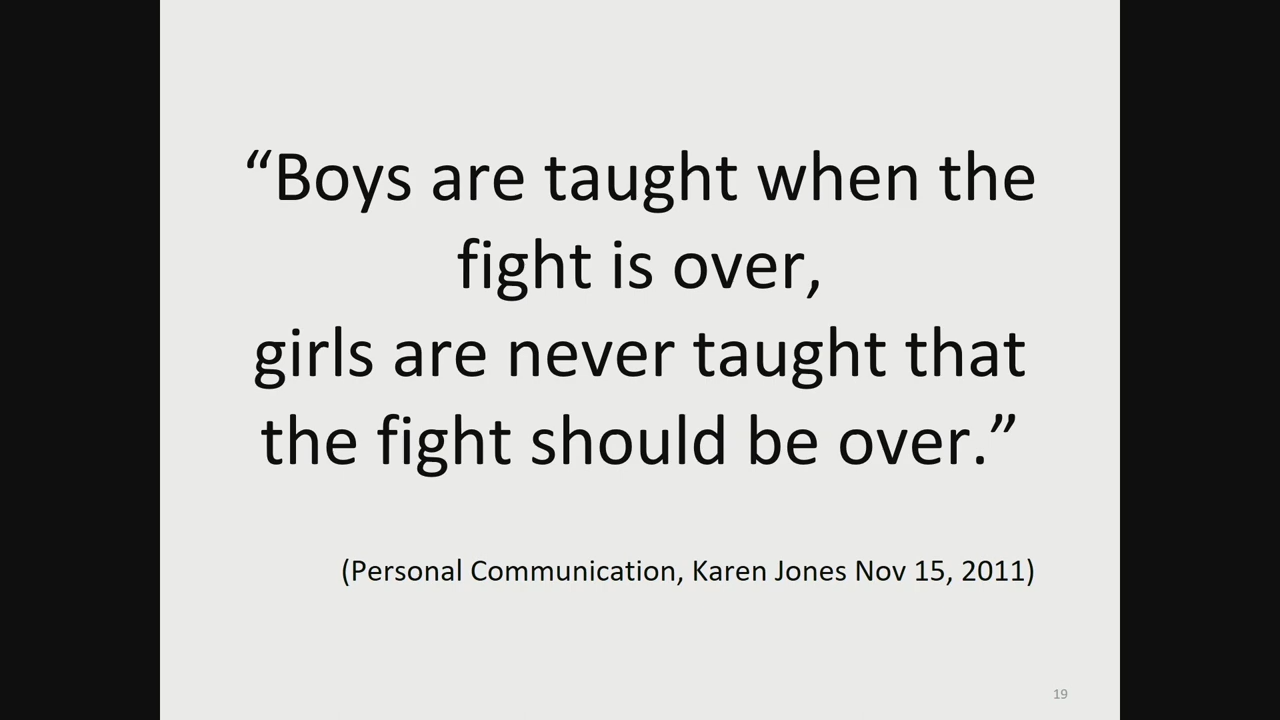 “Boys are taught when the
fight is over,
girls are never taught that
the fight should be over.”
(Personal Communication, Karen Jones Nov 15, 2011)
19